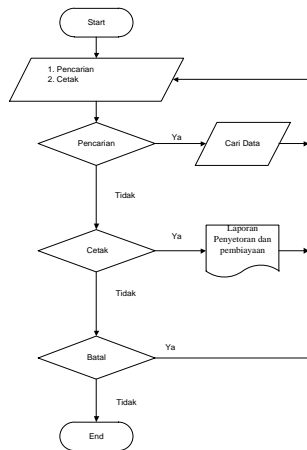 Start
1. Pencarian
2. Cetak
Pencarian
Ya
Cari Data
Tidak
Cetak
Ya
Laporan
Penyetoran dan
pembiayaan
Tidak
Batal
Ya
Tidak
End